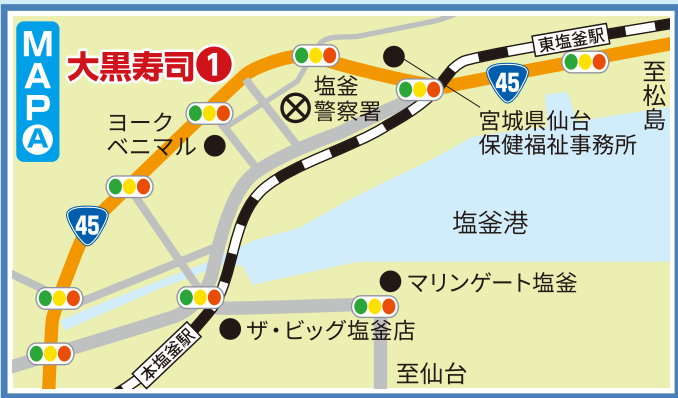 MAP A
大黒寿司1
東塩釜駅
45
至松島
塩釜
警察署
宮城県仙台
保健福祉事務所
ヨーク
ベニマル
45
塩釜港
マリンゲート塩釜
ザ・ビッグ塩釜店
本塩釜駅
至仙台